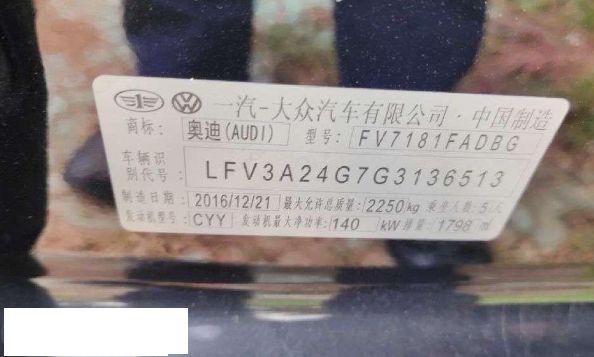 一汽-大众汽车有限公司·中国制造
商标: 奥迪(AUDI) 型号: FV7181FADBG
车辆识别代号: LFV3A24G7G3136513
制造日期: 2016/12/21 最大允许总质量: 2250kg 乘坐人数: 5人
发动机型号: CYY 发动机最大净功率: 140 kW 排量: 1798 ml